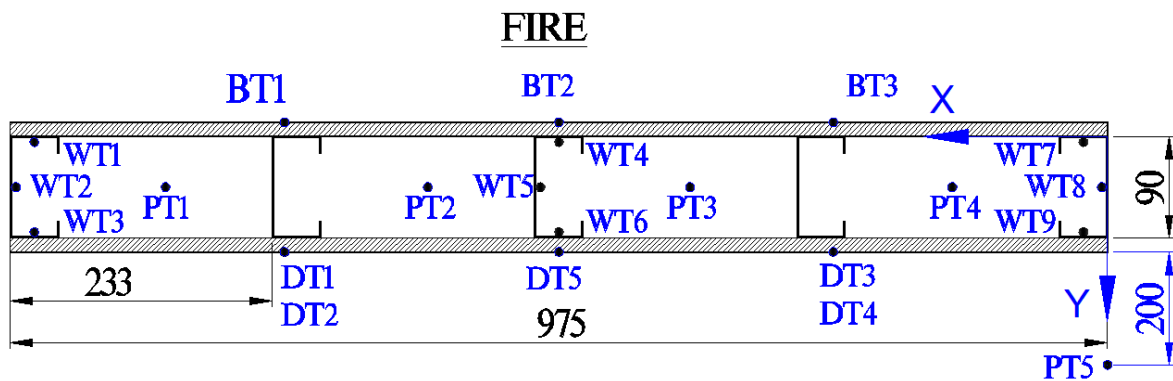 FIRE
BT1
BT2
BT3
X
WT1
WT4
WT7
WT2
PT1
PT2
WT5
PT3
PT4
WT8
90
WT3
WT6
WT9
DT1
DT5
DT3
233
DT2
DT4
Y
200
975
PT5